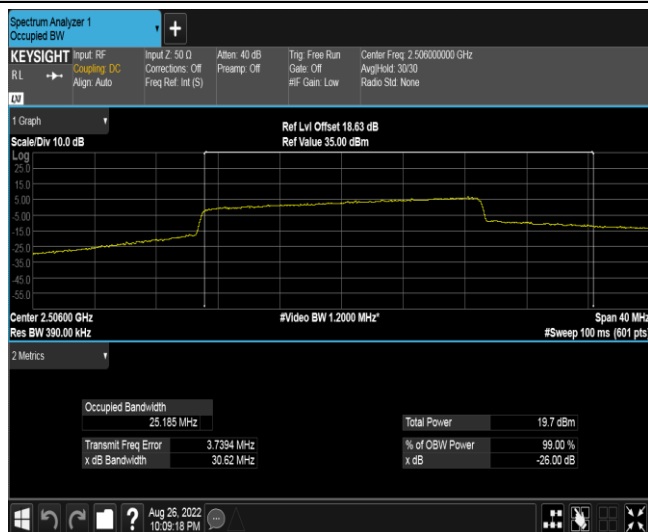 Spectrum Analyzer 1
Occupied BW
KEYSIGHT
Input: RF
Coupling: DC
Align: Auto
Input Z: 50 Ω
Corrections: Off
Freq Ref: Int (S)
Atten: 40 dB
Preamp: Off
Trig: Free Run
Gate: Off
#IF Gain: Low
Center Freq: 2.506000000 GHz
Avg|Hold: 30/30
Radio Std: None
R L
LXI
1 Graph
Scale/Div 10.0 dB
Ref Lvl Offset 18.63 dB
Ref Value 35.00 dBm
Log
25.0
15.0
5.00
-5.00
-15.0
-25.0
-35.0
-45.0
-55.0
Center 2.50600 GHz
Res BW 390.00 kHz
#Video BW 1.2000 MHz*
Span 40 MHz
#Sweep 100 ms (601 pts)
2 Metrics
Occupied Bandwidth
25.185 MHz
Total Power 19.7 dBm
Transmit Freq Error 3.7394 MHz
% of OBW Power 99.00 %
x dB Bandwidth 30.62 MHz
x dB -26.00 dB
?
Aug 26, 2022
10:09:18 PM